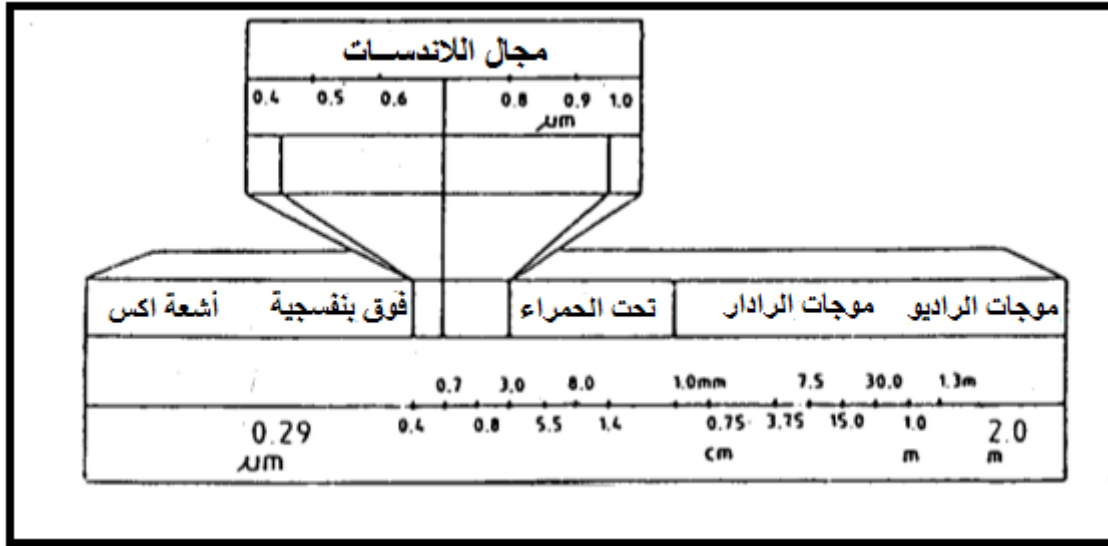 مجال اللاندســـات
0.4 0.5 0.6 0.8 0.9 1.0
µm
أشعة اكس فوق بنفسجية تحت الحمراء موجات الرادار موجات الراديو
0.7 3.0 8.0 1.0mm 7.5 30.0 1.3m
0.29 0.4 0.8 5.5 1.4 0.75 3.75 15.0 1.0 2.0
µm cm m m